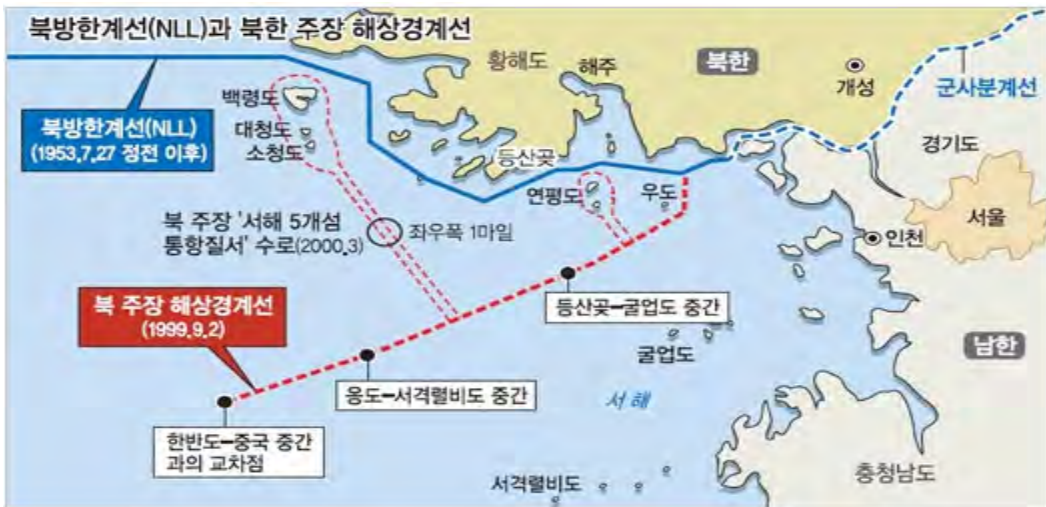 북방한계선(NLL)과 북한 주장 해상경계선
황해도
해주
북한
개성
군사분계선
백령도
대청도
소청도
북방한계선(NLL)
(1953.7.27 정전 이후)
등산곶
경기도
연평도
우도
서울
인천
북 주장 '서해 5개섬
통항질서' 수로(2000.3)
좌우폭 1마일
북 주장 해상경계선
(1999.9.2)
등산곶-굴업도 중간
굴업도
남한
옹도-서격렬비도 중간
서해
한반도-중국 중간
과의 교차점
서격렬비도
충청남도